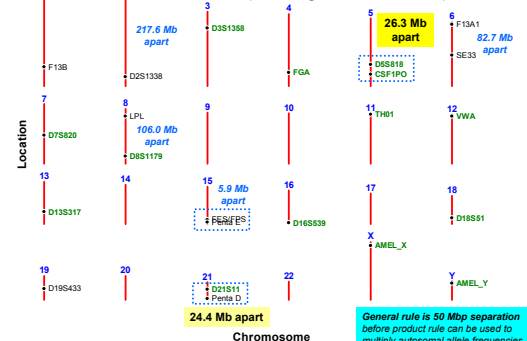 3
4
5
6
26.3 Mb
apart
217.6 Mb
apart
D3S1358
F13A1
82.7 Mb
apart
SE33
F13B
D2S1338
FGA
D5S818
CSF1PO
7
8
9
10
11
12
LPL
TH01
VWA
D7S820
106.0 Mb
apart
D8S1179
Location
13
14
15
16
17
18
5.9 Mb
apart
D13S317
FES/FPS
Penta E
D16S539
D18S51
X
AMEL_X
19
20
21
22
Y
D19S433
D21S11
Penta D
AMEL_Y
24.4 Mb apart
General rule is 50 Mbp separation
before product rule can be used to
multiply autosomal allele frequencies
Chromosome